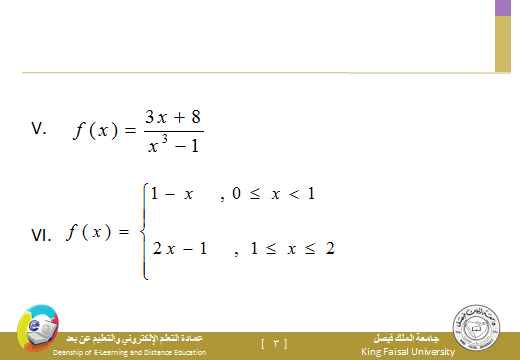 V. f(x) = (3x + 8)/(x³ − 1)
VI. f(x) = {
1 − x , 0 ≤ x < 1
2x − 1 , 1 ≤ x ≤ 2
عمادة التعلم الإلكتروني والتعليم عن بعد
Deanship of E-Learning and Distance Education
[ ٣ ]
جامعة الملك فيصل
King Faisal University